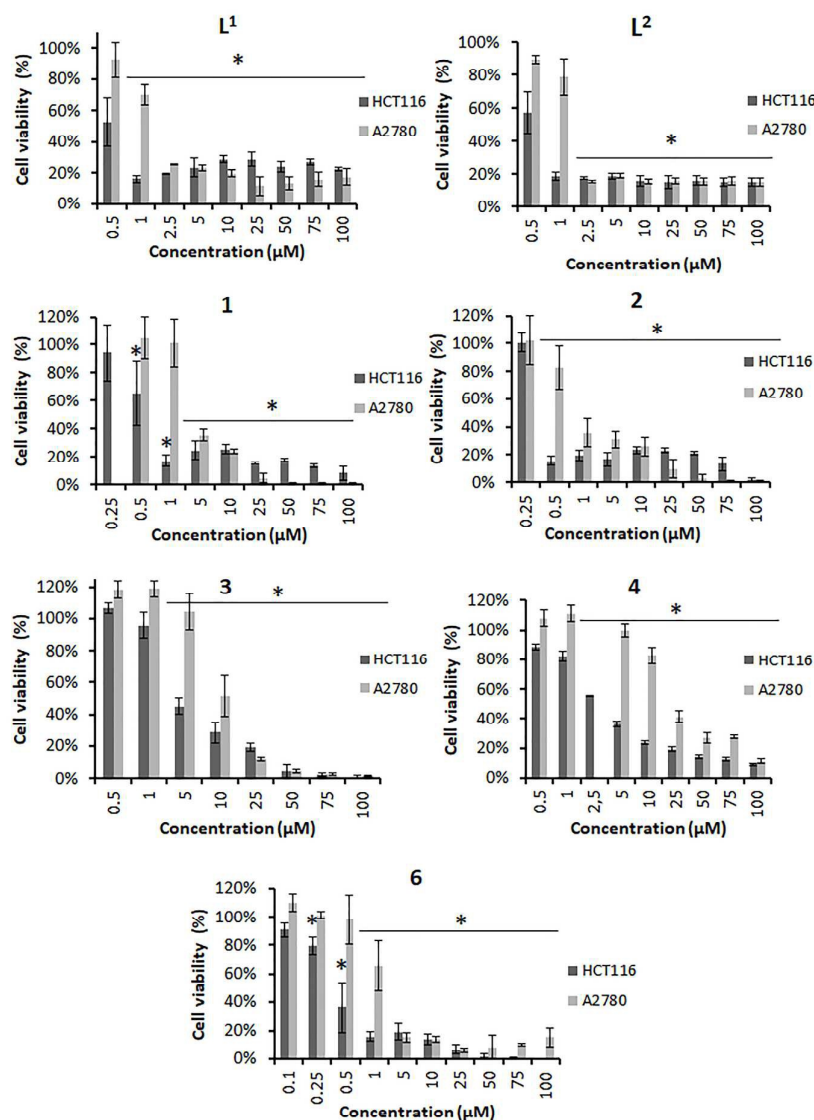 L¹
100%
80%
60%
40%
20%
0%
Cell viability (%)
*
HCT116
A2780
0.5 1 2.5 5 10 25 50 75 100
Concentration (μM)
L²
100%
80%
60%
40%
20%
0%
Cell viability (%)
*
HCT116
A2780
0.5 1 2.5 5 10 25 50 75 100
Concentration (μM)
1
120%
100%
80%
60%
40%
20%
0%
Cell viability (%)
* * *
HCT116
A2780
0.25 0.5 1 5 10 25 50 75 100
Concentration (μM)
2
120%
100%
80%
60%
40%
20%
0%
Cell viability (%)
*
HCT116
A2780
0.25 0.5 1 5 10 25 50 75 100
Concentration (μM)
3
120%
100%
80%
60%
40%
20%
0%
Cell viability (%)
*
HCT116
A2780
0.5 1 5 10 25 50 75 100
Concentration (μM)
4
120%
100%
80%
60%
40%
20%
0%
Cell viability (%)
*
HCT116
A2780
0.5 1 2,5 5 10 25 50 75 100
Concentration (μM)
6
120%
100%
80%
60%
40%
20%
0%
Cell viability (%)
* * *
HCT116
A2780
0.1 0.25 0.5 1 5 10 25 50 75 100
Concentration (μM)